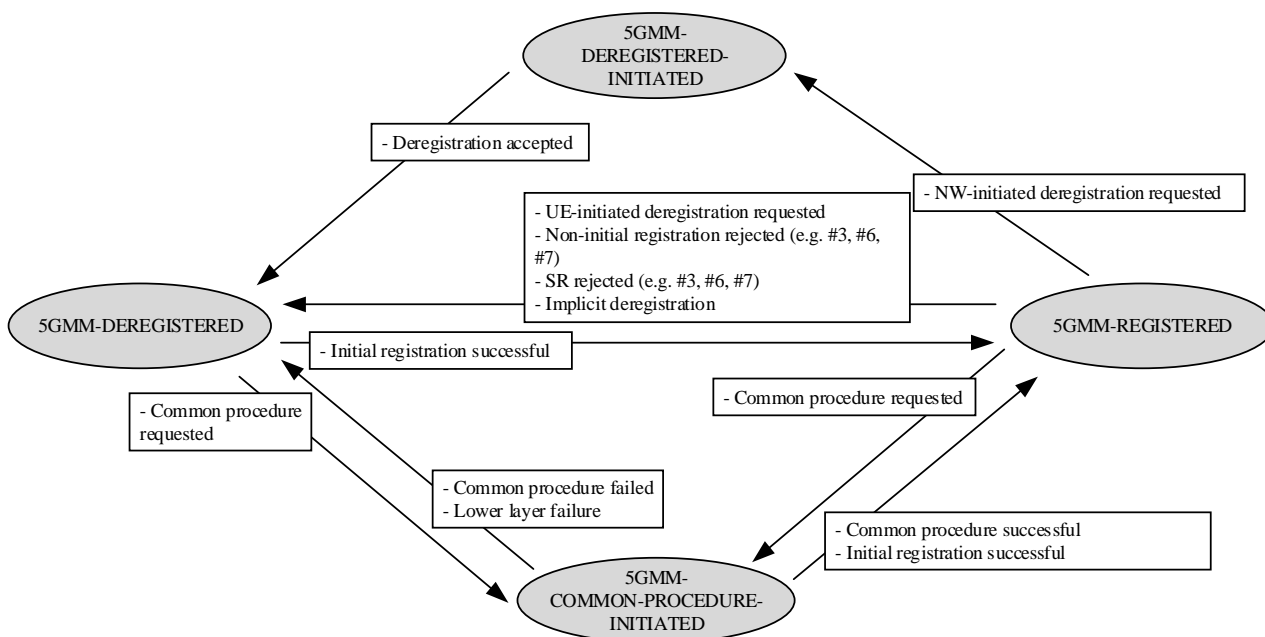 5GMM-
DEREGISTERED-
INITIATED
- Deregistration accepted
- NW-initiated deregistration requested
- UE-initiated deregistration requested
- Non-initial registration rejected (e.g. #3, #6,
#7)
- SR rejected (e.g. #3, #6, #7)
- Implicit deregistration
5GMM-DEREGISTERED
5GMM-REGISTERED
- Initial registration successful
- Common procedure
requested
- Common procedure requested
- Common procedure failed
- Lower layer failure
- Common procedure successful
- Initial registration successful
5GMM-
COMMON-PROCEDURE-
INITIATED